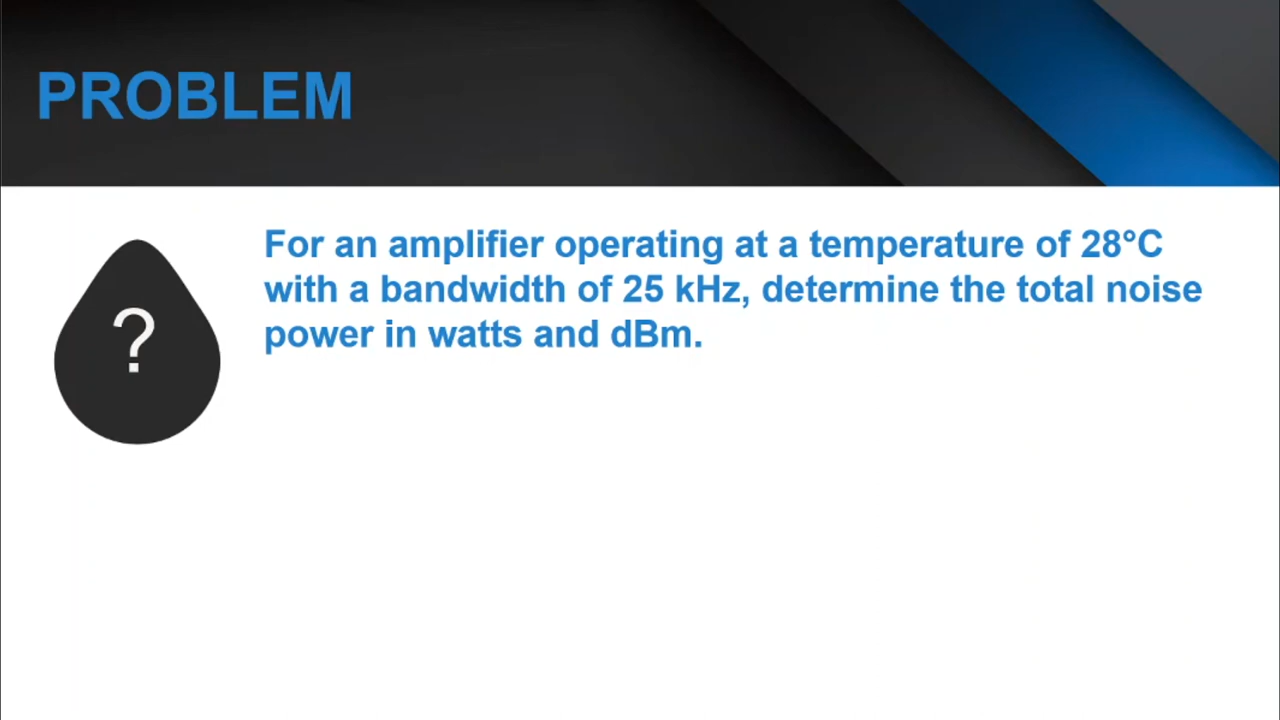 PROBLEM
?
For an amplifier operating at a temperature of 28°C
with a bandwidth of 25 kHz, determine the total noise
power in watts and dBm.